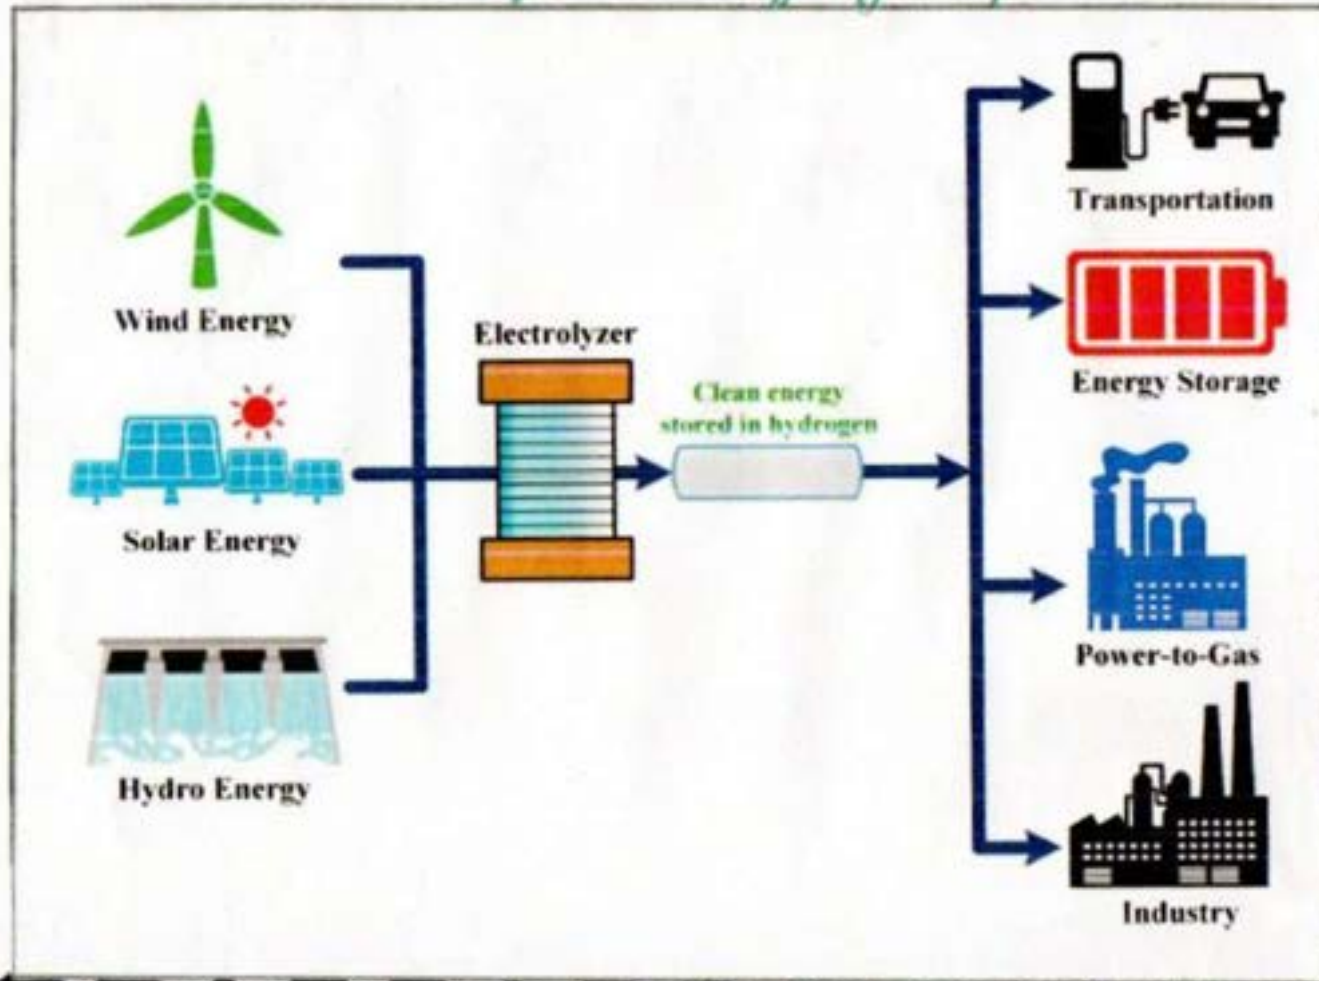 Wind Energy
Solar Energy
Hydro Energy
Electrolyzer
Clean energy
stored in hydrogen
Transportation
Energy Storage
Power-to-Gas
Industry